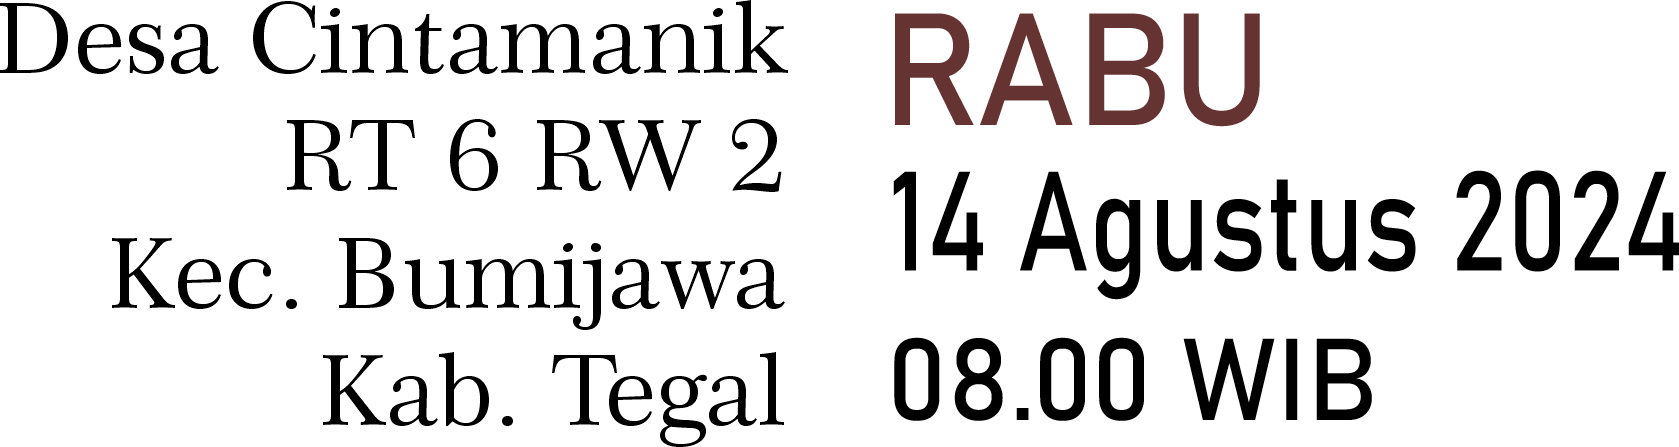 Desa Cintamanik
RT 6 RW 2
Kec. Bumijawa
Kab. Tegal
RABU
14 Agustus 2024
08.00 WIB